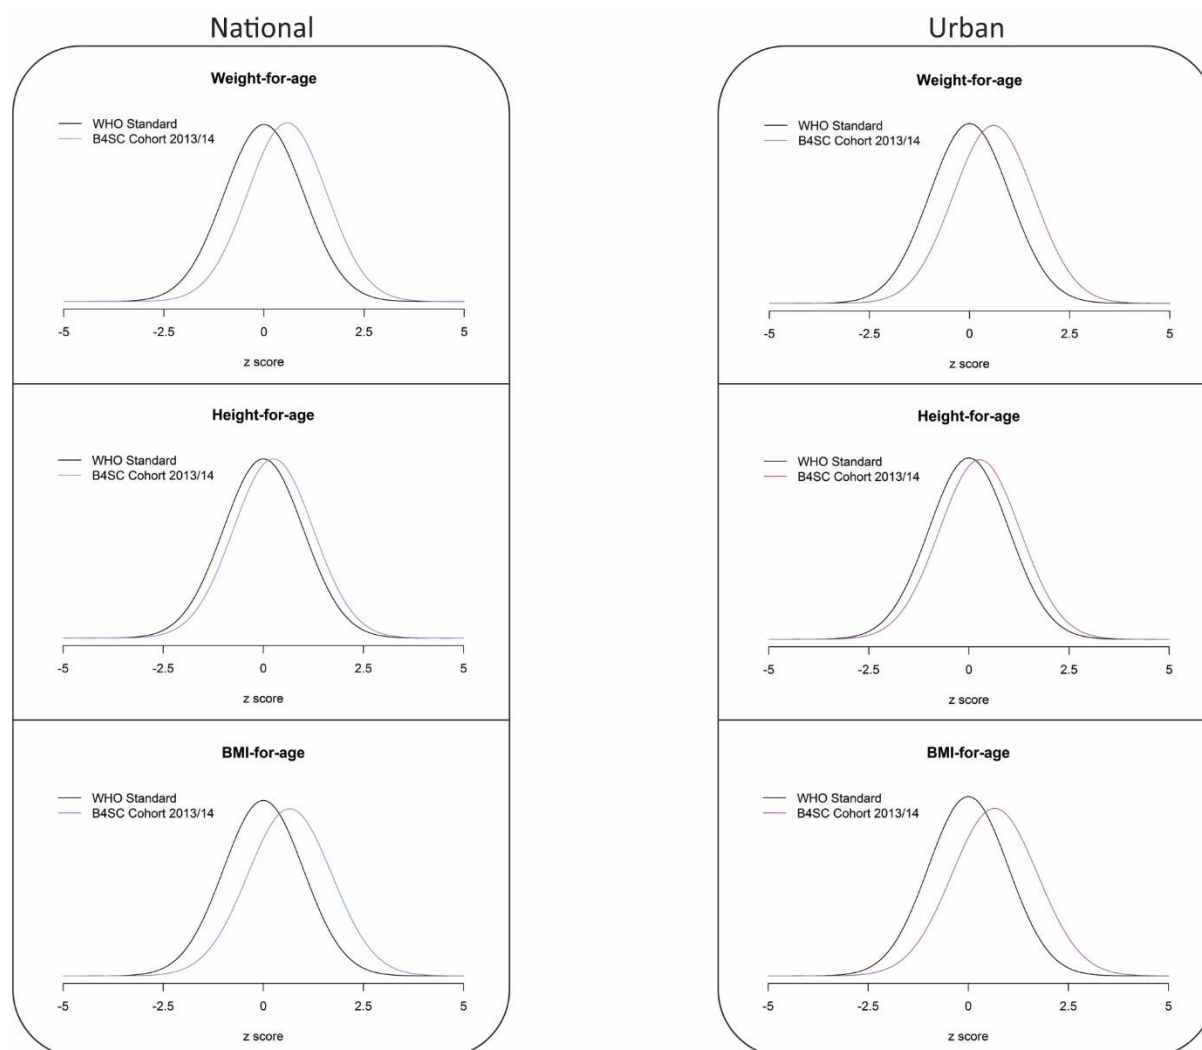 National
Weight-for-age
WHO Standard
B4SC Cohort 2013/14
-5 -2.5 0 2.5 5
z score
Height-for-age
WHO Standard
B4SC Cohort 2013/14
-5 -2.5 0 2.5 5
z score
BMI-for-age
WHO Standard
B4SC Cohort 2013/14
-5 -2.5 0 2.5 5
z score
Urban
Weight-for-age
WHO Standard
B4SC Cohort 2013/14
-5 -2.5 0 2.5 5
z score
Height-for-age
WHO Standard
B4SC Cohort 2013/14
-5 -2.5 0 2.5 5
z score
BMI-for-age
WHO Standard
B4SC Cohort 2013/14
-5 -2.5 0 2.5 5
z score